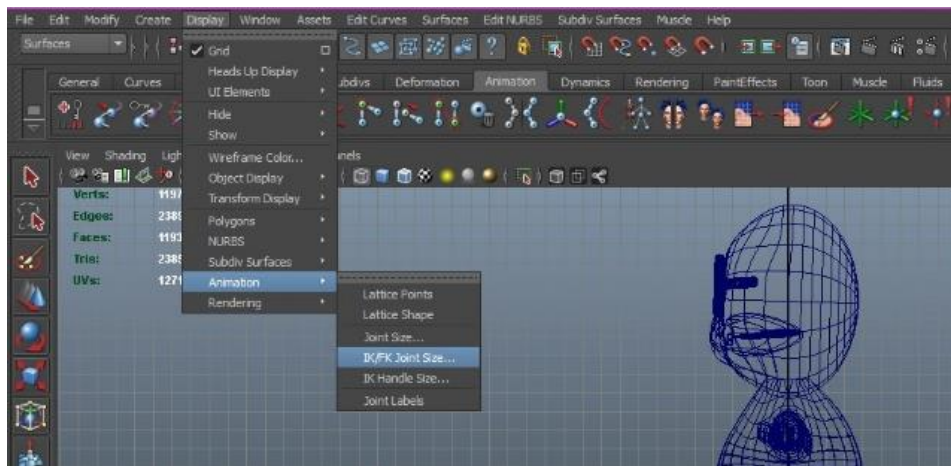 File Edit Modify Create Display Window Assets Edit Curves Surfaces Edit NURBS Subdiv Surfaces Muscle Help
Surfaces
Grid
Heads Up Display
UI Elements
Hide
Show
Wireframe Color...
Object Display
Transform Display
Polygons
NURBS
Subdiv Surfaces
Animation
Rendering
Lattice Points
Lattice Shape
Joint Size...
IK/FK Joint Size...
IK Handle Size...
Joint Labels
General Curves Deformation Animation Dynamics Rendering PaintEffects Toon Muscle Fluids
View Shading
Verts:
Edges:
Faces:
Tris:
UVs: